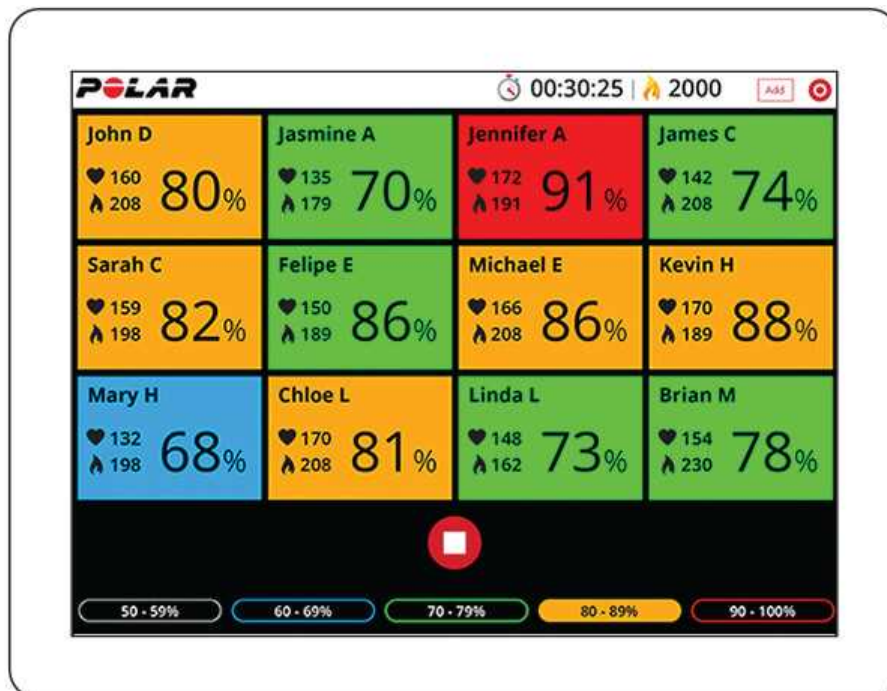 POLAR 00:30:25 | 2000 Add
John D
160
208
80%
Jasmine A
135
179
70%
Jennifer A
172
191
91%
James C
142
208
74%
Sarah C
159
198
82%
Felipe E
150
189
86%
Michael E
166
208
86%
Kevin H
170
189
88%
Mary H
132
198
68%
Chloe L
170
208
81%
Linda L
148
162
73%
Brian M
154
230
78%
50 - 59% 60 - 69% 70 - 79% 80 - 89% 90 - 100%